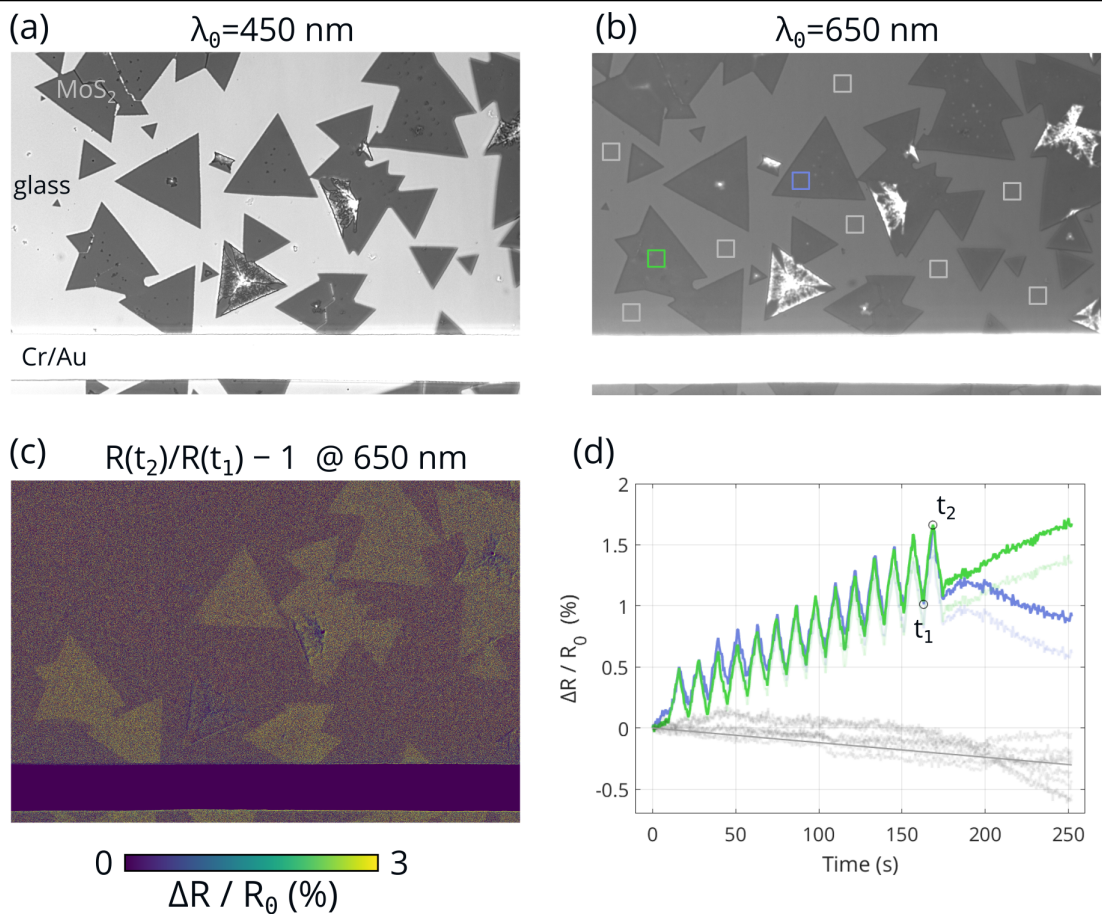 (a)
λ₀=450 nm
MoS₂
glass
Cr/Au
(b)
λ₀=650 nm
(c)
R(t₂)/R(t₁) − 1 @ 650 nm
0
3
ΔR / R₀ (%)
(d)
2
1.5
1
0.5
0
-0.5
ΔR / R₀ (%)
t₂
t₁
0
50
100
150
200
250
Time (s)